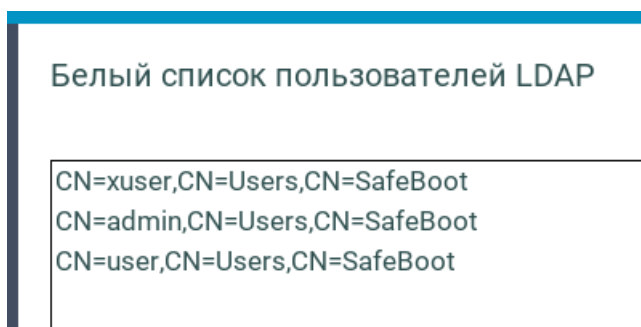 Белый список пользователей LDAP
CN=xuser,CN=Users,CN=SafeBoot
CN=admin,CN=Users,CN=SafeBoot
CN=user,CN=Users,CN=SafeBoot